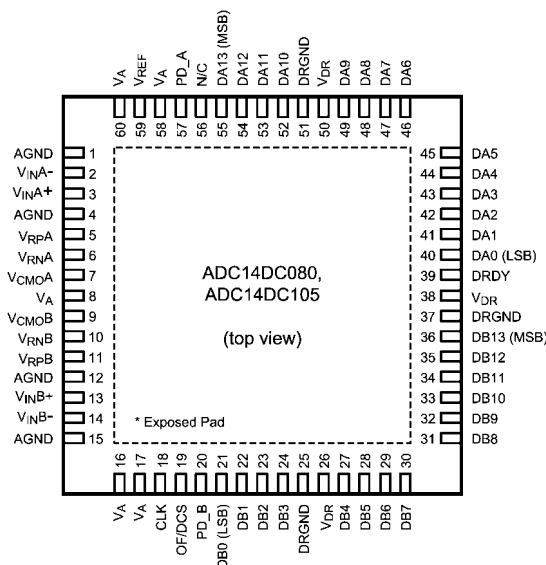 VA
VREF
VA
PD_A
N/C
DA13 (MSB)
DA12
DA11
DA10
DRGND
VDR
DA9
DA8
DA7
DA6
60
59
58
57
56
55
54
53
52
51
50
49
48
47
46
AGND 1
VINA- 2
VINA+ 3
AGND 4
VRPA 5
VRNA 6
VCMOA 7
VA 8
VCMOB 9
VRNB 10
VRPB 11
AGND 12
VINB+ 13
VINB- 14
AGND 15
ADC14DC080,
ADC14DC105
(top view)
* Exposed Pad
45 DA5
44 DA4
43 DA3
42 DA2
41 DA1
40 DA0 (LSB)
39 DRDY
38 VDR
37 DRGND
36 DB13 (MSB)
35 DB12
34 DB11
33 DB10
32 DB9
31 DB8
16
17
18
19
20
21
22
23
24
25
26
27
28
29
30
VA
VA
CLK
OF/DCS
PD_B
DB0 (LSB)
DB1
DB2
DB3
DRGND
VDR
DB4
DB5
DB6
DB7